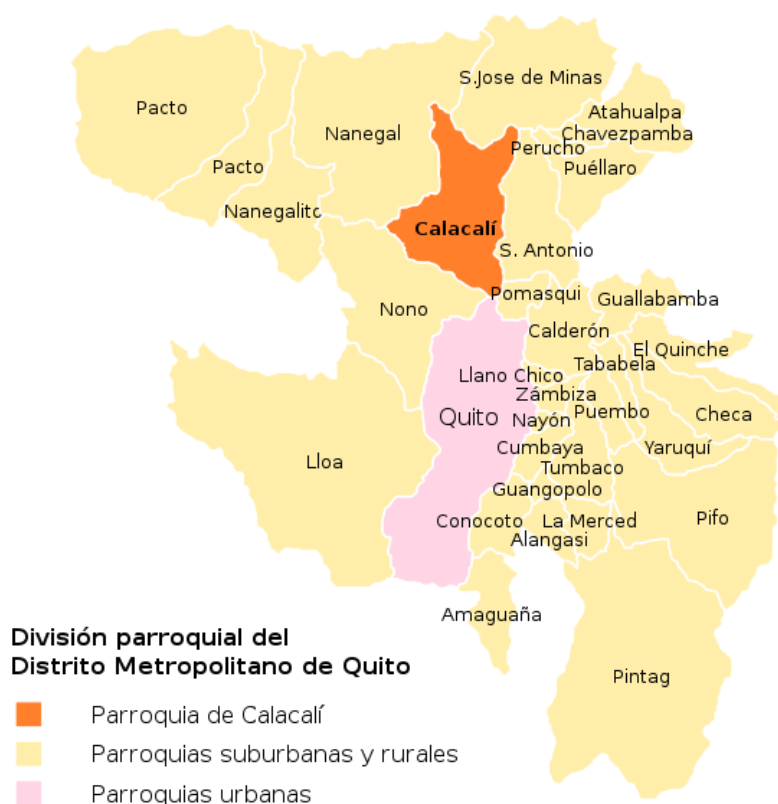 S.Jose de Minas
Pacto
Atahualpa
Nanegal
Chavezpamba
Perucho
Pacto
Puéllaro
Nanegalito
Calacalí
S. Antonio
Pomasqui
Guallabamba
Nono
Calderón
El Quinche
Tababela
Llano Chico
Zámbiza
Puembo
Checa
Quito
Nayón
Cumbaya
Yaruquí
Lloa
Tumbaco
Guangopolo
Pifo
Conocoto
La Merced
Alangasi
Amaguaña
Pintag
División parroquial del
Distrito Metropolitano de Quito
Parroquia de Calacalí
Parroquias suburbanas y rurales
Parroquias urbanas